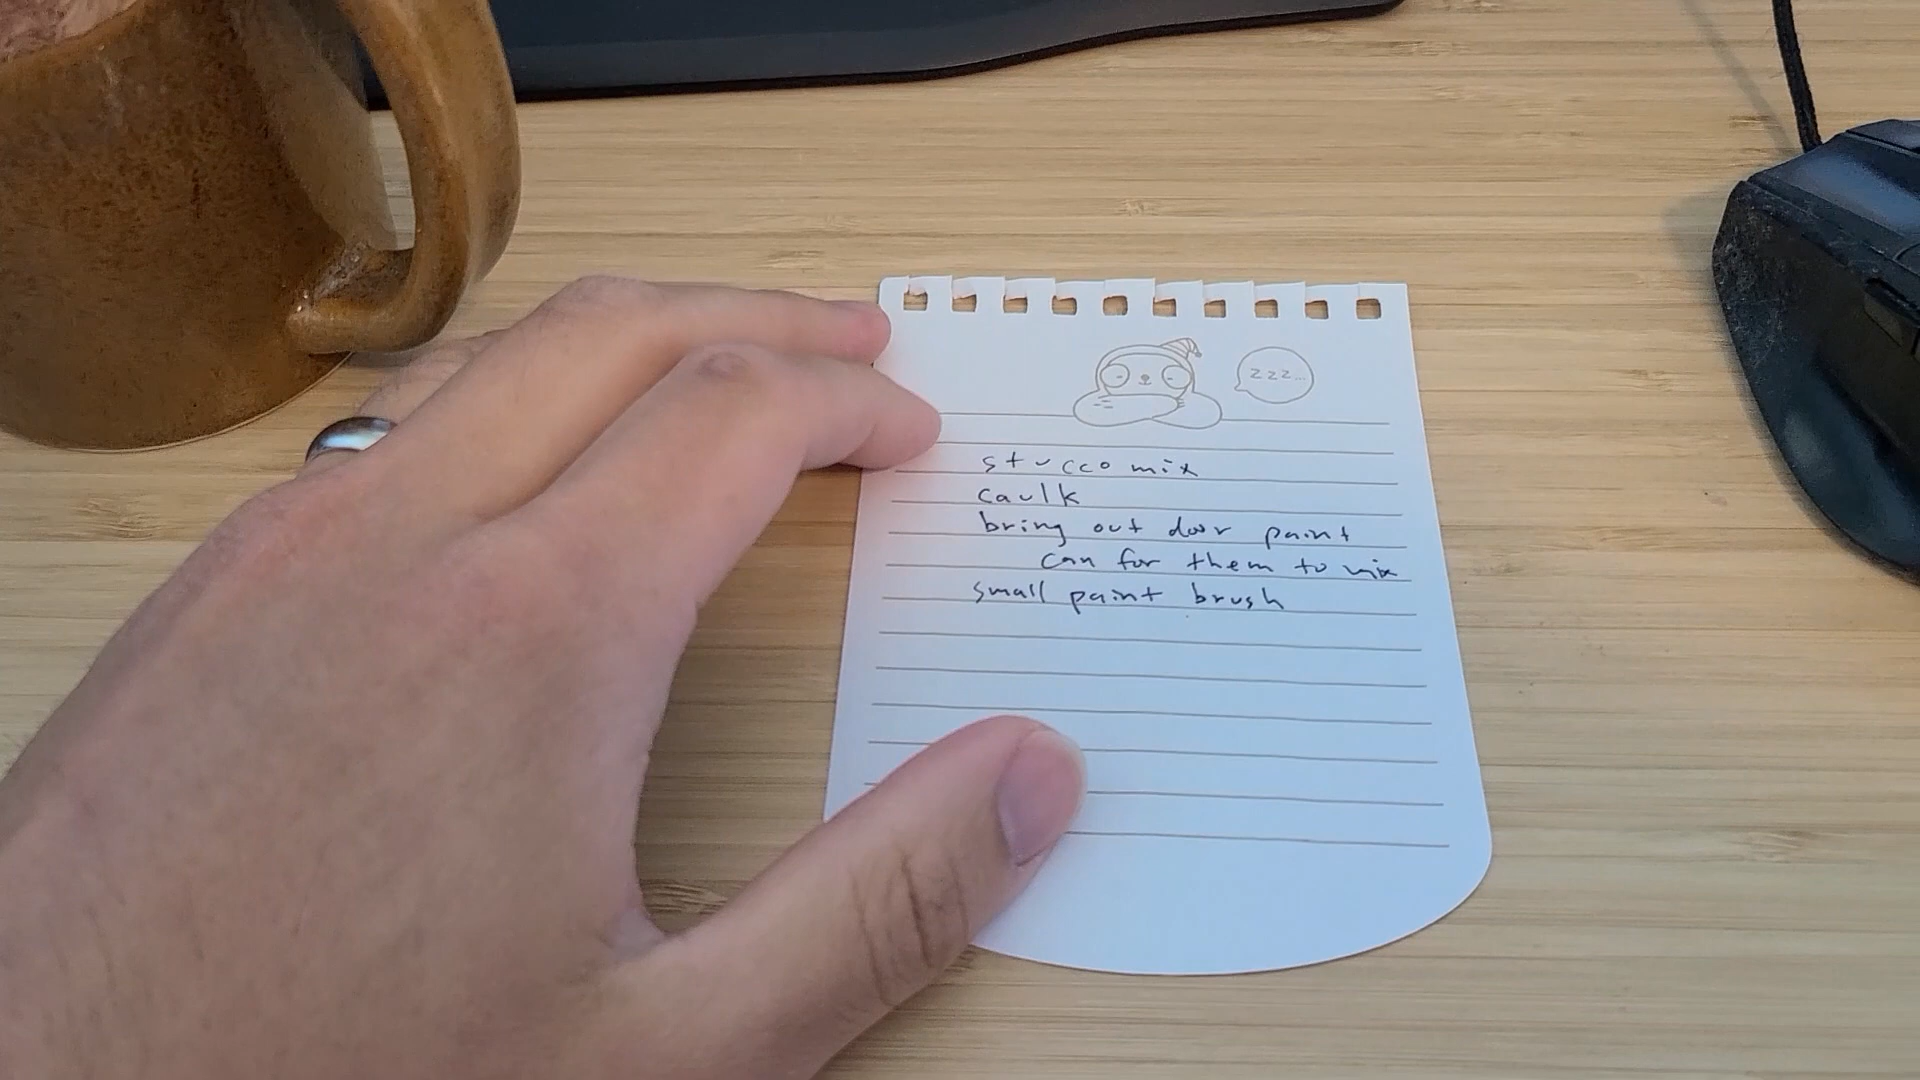 zzz...
stucco mix
caulk
bring out door paint
can for them to mix
small paint brush